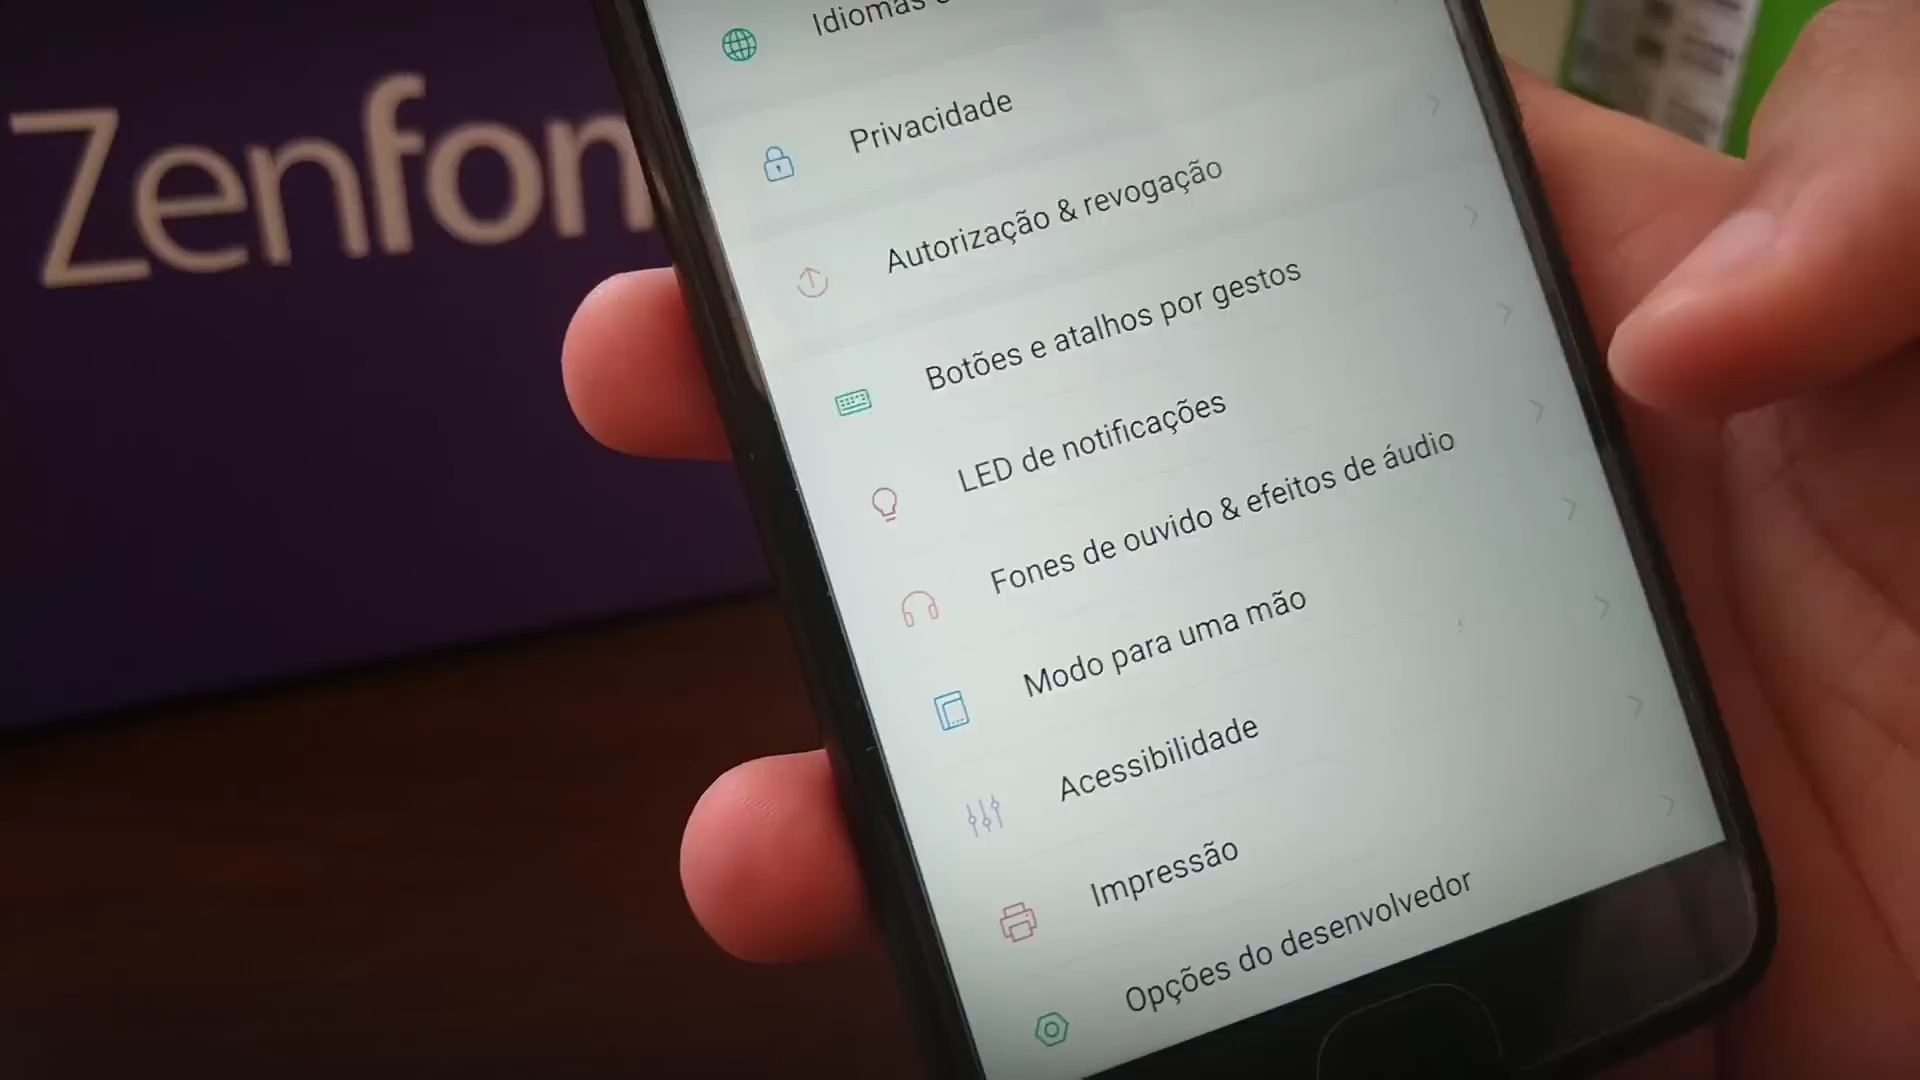 Zenfon
Idiomas
Privacidade
Autorização & revogação
Botões e atalhos por gestos
LED de notificações
Fones de ouvido & efeitos de áudio
Modo para uma mão
Acessibilidade
Impressão
Opções do desenvolvedor